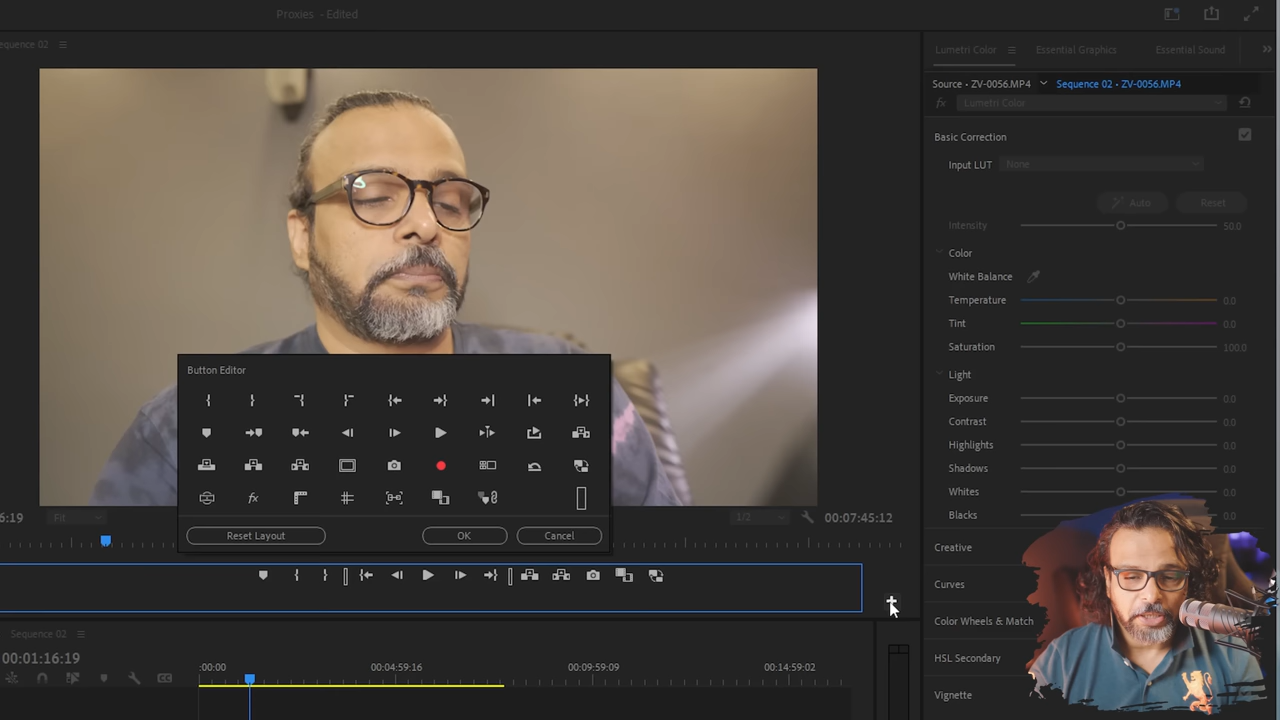 Proxies - Edited
equence 02
Lumetri Color
Essential Graphics
Essential Sound
Source • ZV-0056.MP4
Sequence 02 • ZV-0056.MP4
fx
Lumetri Color
Basic Correction
Input LUT
None
Auto
Reset
Intensity
50.0
Color
White Balance
Temperature
0.0
Tint
0.0
Saturation
100.0
Light
Exposure
0.0
Contrast
0.0
Highlights
0.0
Shadows
0.0
Whites
0.0
Blacks
Creative
Curves
Color Wheels & Match
HSL Secondary
Vignette
Button Editor
fx
Reset Layout
OK
Cancel
6:19
Fit
1/2
00:07:45:12
Sequence 02
00:01:16:19
:00:00
00:04:59:16
00:09:59:09
00:14:59:02